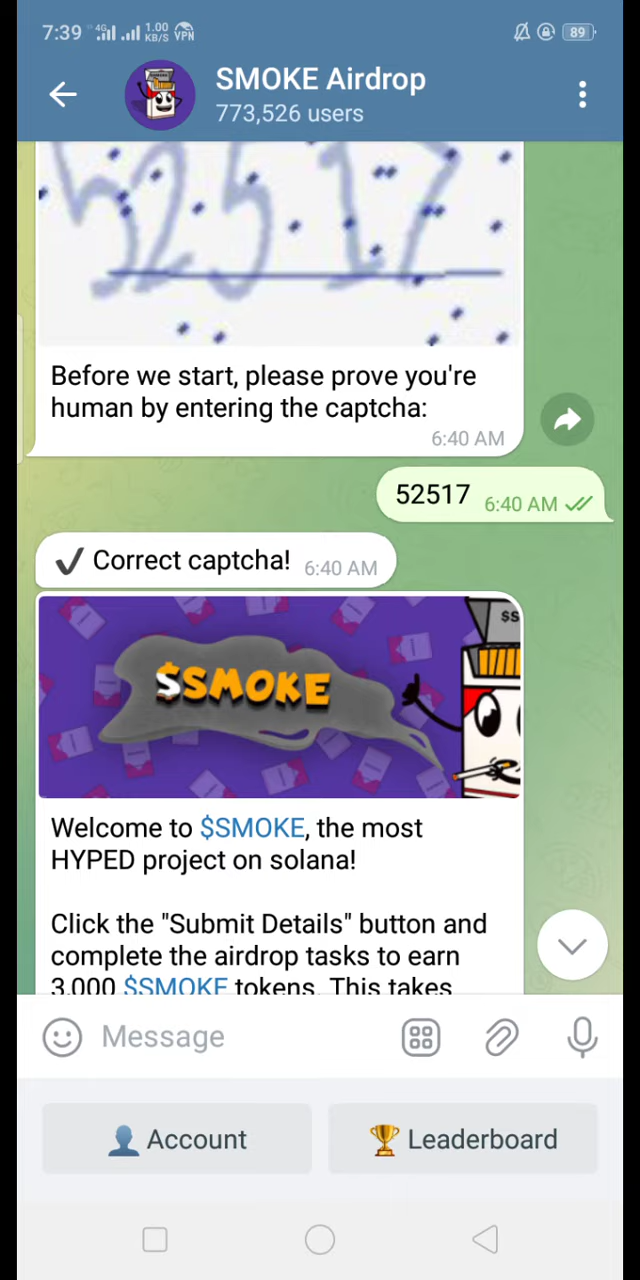 7:39 4G 1.00 KB/S VPN 89
SMOKE Airdrop
773,526 users
52517
Before we start, please prove you're
human by entering the captcha:
6:40 AM
52517 6:40 AM
Correct captcha! 6:40 AM
$S
$SMOKE
Welcome to $SMOKE, the most
HYPED project on solana!
Click the "Submit Details" button and
complete the airdrop tasks to earn
3,000 $SMOKE tokens. This takes
Message
Account
Leaderboard